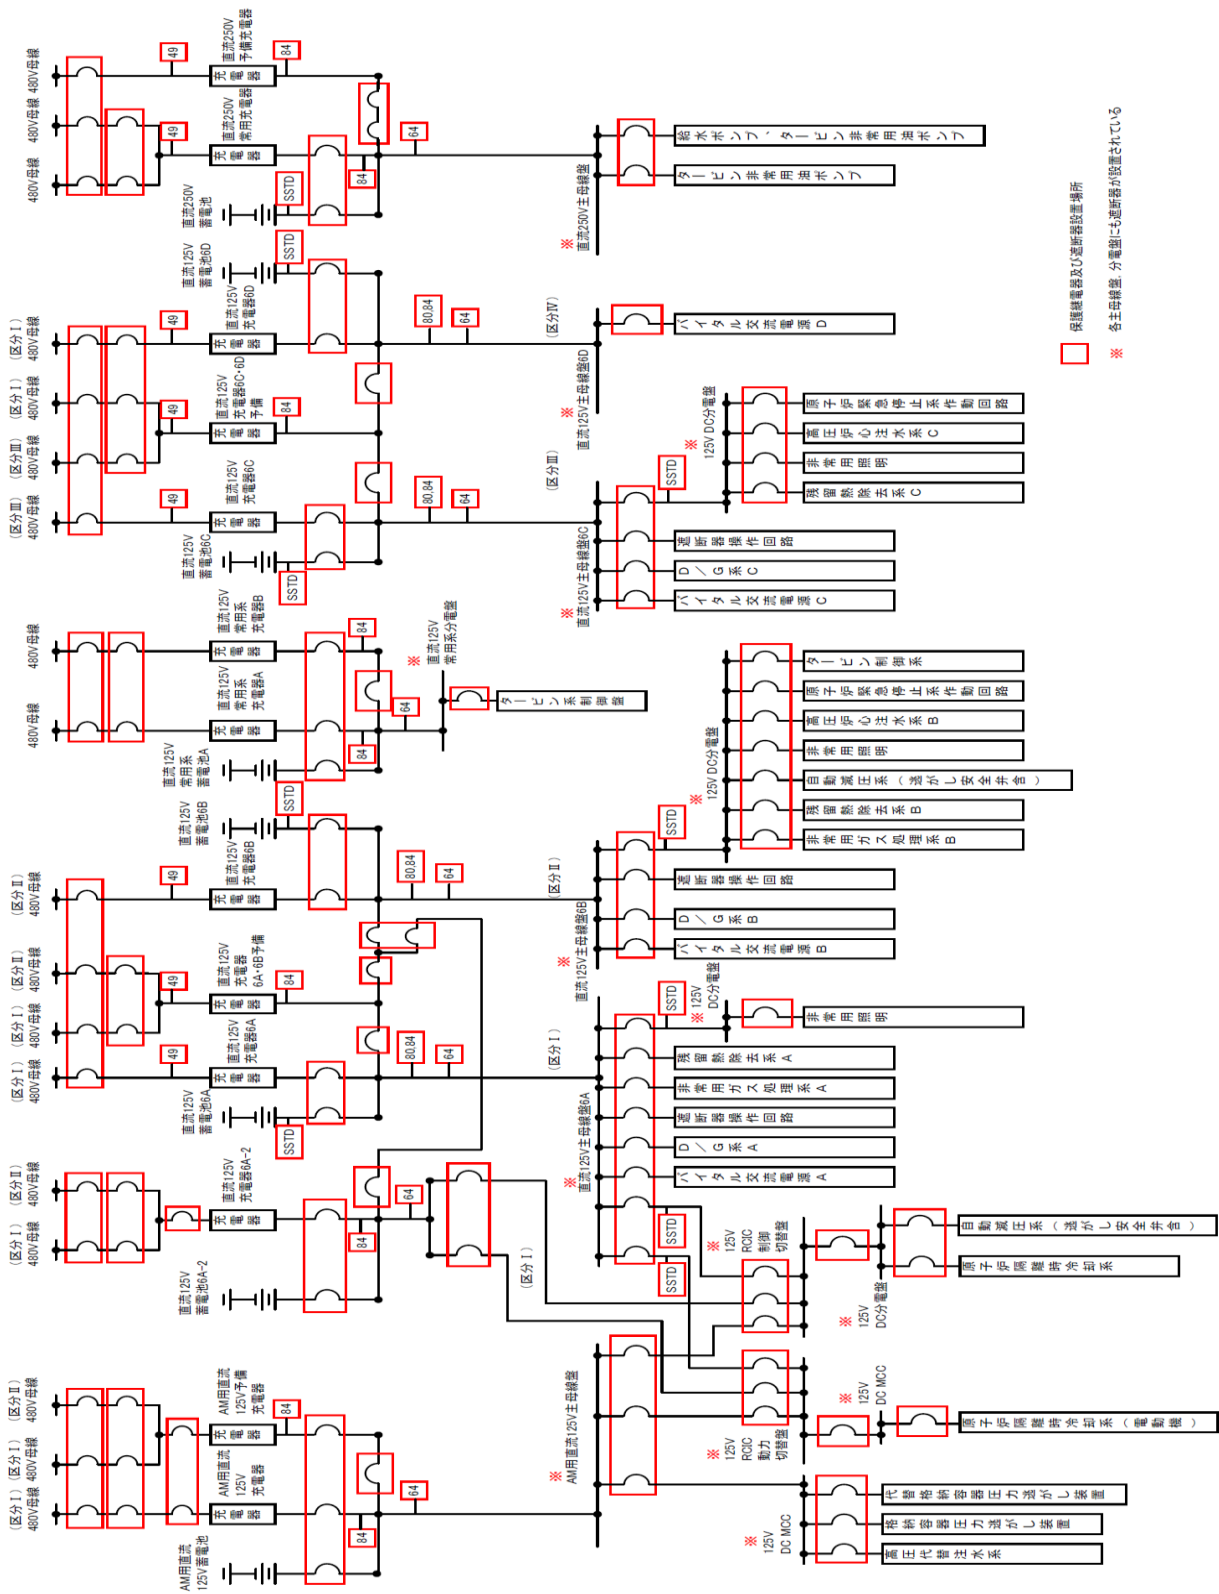 (区分Ⅰ) (区分Ⅰ) (区分Ⅱ)
480V母線 480V母線 480V母線
AM用直流
125V蓄電池
AM用直流
125V
充電器
AM用直流
125V予備
充電器
充電器
充電器
84
84
64
※
AM用直流125V主母線盤
(区分Ⅰ) (区分Ⅱ)
480V母線 480V母線
直流125V
蓄電池6A-2
直流125V
充電器6A-2
充電器
84
64
(区分Ⅰ)
(区分Ⅰ) (区分Ⅰ) (区分Ⅱ) (区分Ⅱ)
480V母線 480V母線 480V母線 480V母線
49
49
49
直流125V
蓄電池6A
SSTD
直流125V
充電器6A
充電器
直流125V
充電器
6A・6B予備
充電器
84
直流125V
充電器6B
充電器
直流125V
蓄電池6B
SSTD
80,84
64
80,84
64
(区分Ⅰ)
※
直流125V主母線盤6A
(区分Ⅱ)
※
直流125V主母線盤6B
480V母線 480V母線
直流125V
常用系
蓄電池A
直流125V
常用系
充電器A
充電器
直流125V
常用系
充電器B
充電器
84
84
64
※
直流125V
常用系分電盤
タービン系制御盤
(区分Ⅲ) (区分Ⅲ) (区分Ⅰ) (区分Ⅰ)
480V母線 480V母線 480V母線 480V母線
49
49
49
直流125V
蓄電池6C
SSTD
直流125V
充電器6C
充電器
直流125V
充電器6C・6D
予備
充電器
84
直流125V
充電器6D
充電器
直流125V
蓄電池6D
SSTD
80,84
64
80,84
64
(区分Ⅲ)
※
直流125V主母線盤6C
(区分Ⅳ)
※
直流125V主母線盤6D
480V母線 480V母線 480V母線
49
49
直流250V
蓄電池
SSTD
直流250V
常用充電器
充電器
直流250V
予備充電器
充電器
84
84
64
※
直流250V主母線盤
SSTD
SSTD
バイタル交流電源A
D/G系A
遮断器操作回路
非常用ガス処理系A
残留熱除去系A
SSTD
※
125V
DC分電盤
非常用照明
バイタル交流電源B
D/G系B
遮断器操作回路
SSTD
※
125V DC分電盤
非常用ガス処理系B
残留熱除去系B
自動減圧系(逃がし安全弁含)
非常用照明
高圧炉心注水系B
原子炉緊急停止系作動回路
タービン制御系
バイタル交流電源C
D/G系C
遮断器操作回路
SSTD
※
125V DC分電盤
残留熱除去系C
非常用照明
高圧炉心注水系C
原子炉緊急停止系作動回路
バイタル交流電源D
タービン非常用油ポンプ
給水ポンプ、タービン非常用油ポンプ
※
125V
RCIC
動力
切替盤
※
125V
RCIC
制御
切替盤
※
125V
DC MCC
高圧代替注水系
格納容器圧力逃がし装置
代替格納容器圧力逃がし装置
※
125V
DC MCC
原子炉隔離時冷却系(電動機)
※
125V
DC分電盤
原子炉隔離時冷却系
自動減圧系(逃がし安全弁含)
保護継電器及び遮断器設置場所
※ 各主母線盤,分電盤にも遮断器が設置されている